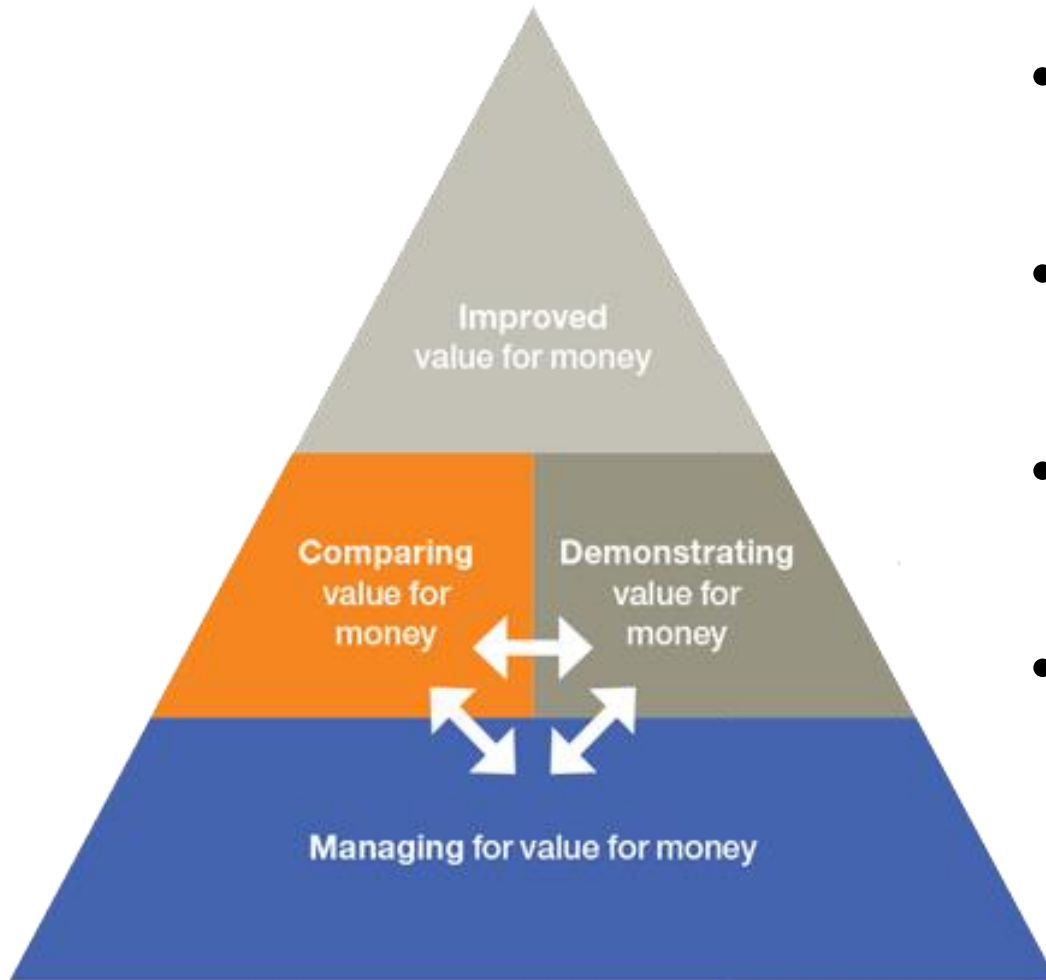 Improved
value for money
Comparing
value for
money
Demonstrating
value for
money
Managing for value for money